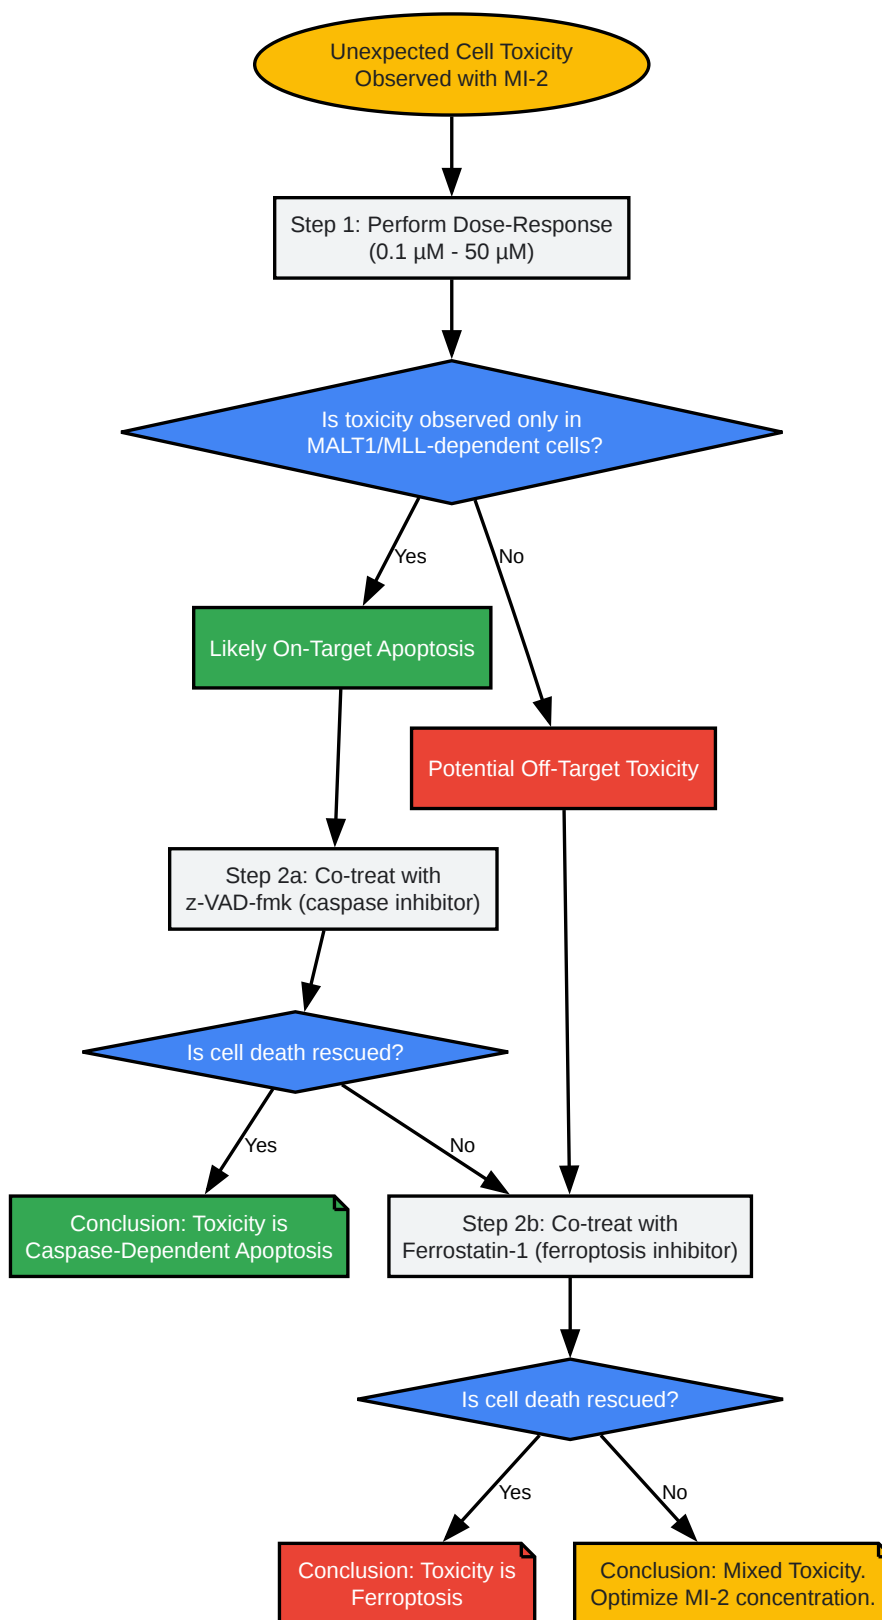 Unexpected Cell Toxicity
Observed with MI-2
Step 1: Perform Dose-Response
(0.1 µM - 50 µM)
Is toxicity observed only in
MALT1/MLL-dependent cells?
Yes
No
Likely On-Target Apoptosis
Potential Off-Target Toxicity
Step 2a: Co-treat with
z-VAD-fmk (caspase inhibitor)
Is cell death rescued?
Yes
No
Conclusion: Toxicity is
Caspase-Dependent Apoptosis
Step 2b: Co-treat with
Ferrostatin-1 (ferroptosis inhibitor)
Is cell death rescued?
Yes
No
Conclusion: Toxicity is
Ferroptosis
Conclusion: Mixed Toxicity.
Optimize MI-2 concentration.